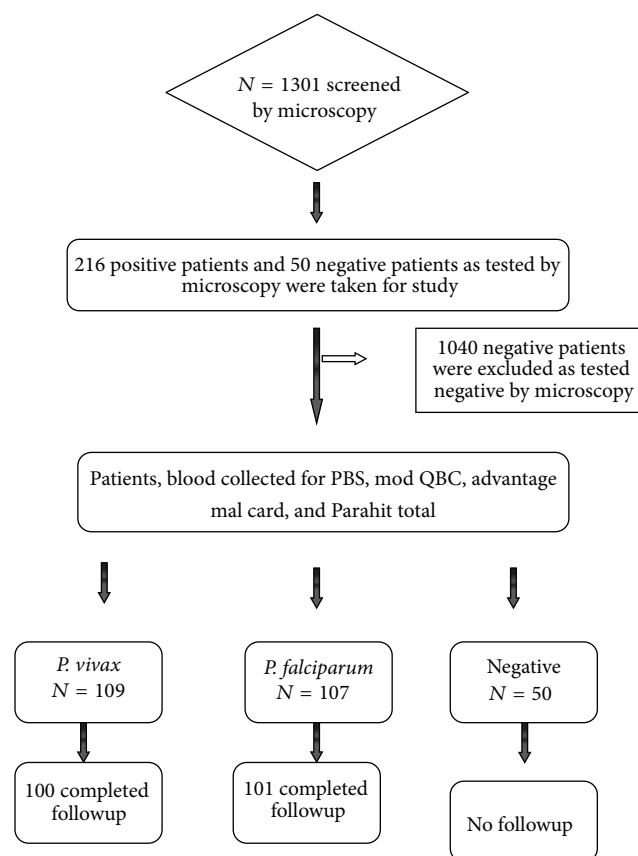 N = 1301 screened
by microscopy
216 positive patients and 50 negative patients as tested by
microscopy were taken for study
1040 negative patients
were excluded as tested
negative by microscopy
Patients, blood collected for PBS, mod QBC, advantage
mal card, and Parahit total
P. vivax
N = 109
P. falciparum
N = 107
Negative
N = 50
100 completed
followup
101 completed
followup
No followup